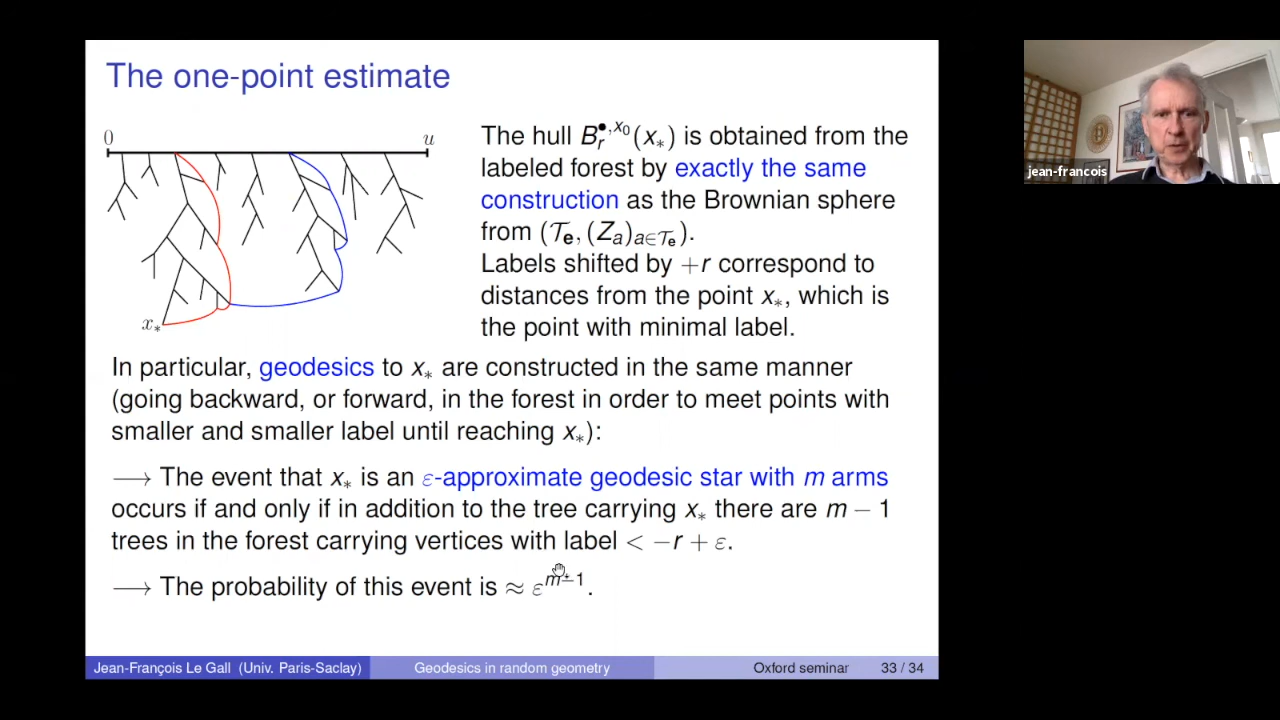 The one-point estimate
0
u
x∗
The hull B_r^{•,x_0}(x_∗) is obtained from the
labeled forest by exactly the same
construction as the Brownian sphere
from (𝒯_e, (Z_a)_{a∈𝒯_e}).
Labels shifted by +r correspond to
distances from the point x_∗, which is
the point with minimal label.
In particular, geodesics to x_∗ are constructed in the same manner
(going backward, or forward, in the forest in order to meet points with
smaller and smaller label until reaching x_∗):
⟶ The event that x_∗ is an ε-approximate geodesic star with m arms
occurs if and only if in addition to the tree carrying x_∗ there are m − 1
trees in the forest carrying vertices with label < −r + ε.
⟶ The probability of this event is ≈ ε^{m−1}.
Jean-François Le Gall (Univ. Paris-Saclay) Geodesics in random geometry Oxford seminar 33 / 34
jean-francois